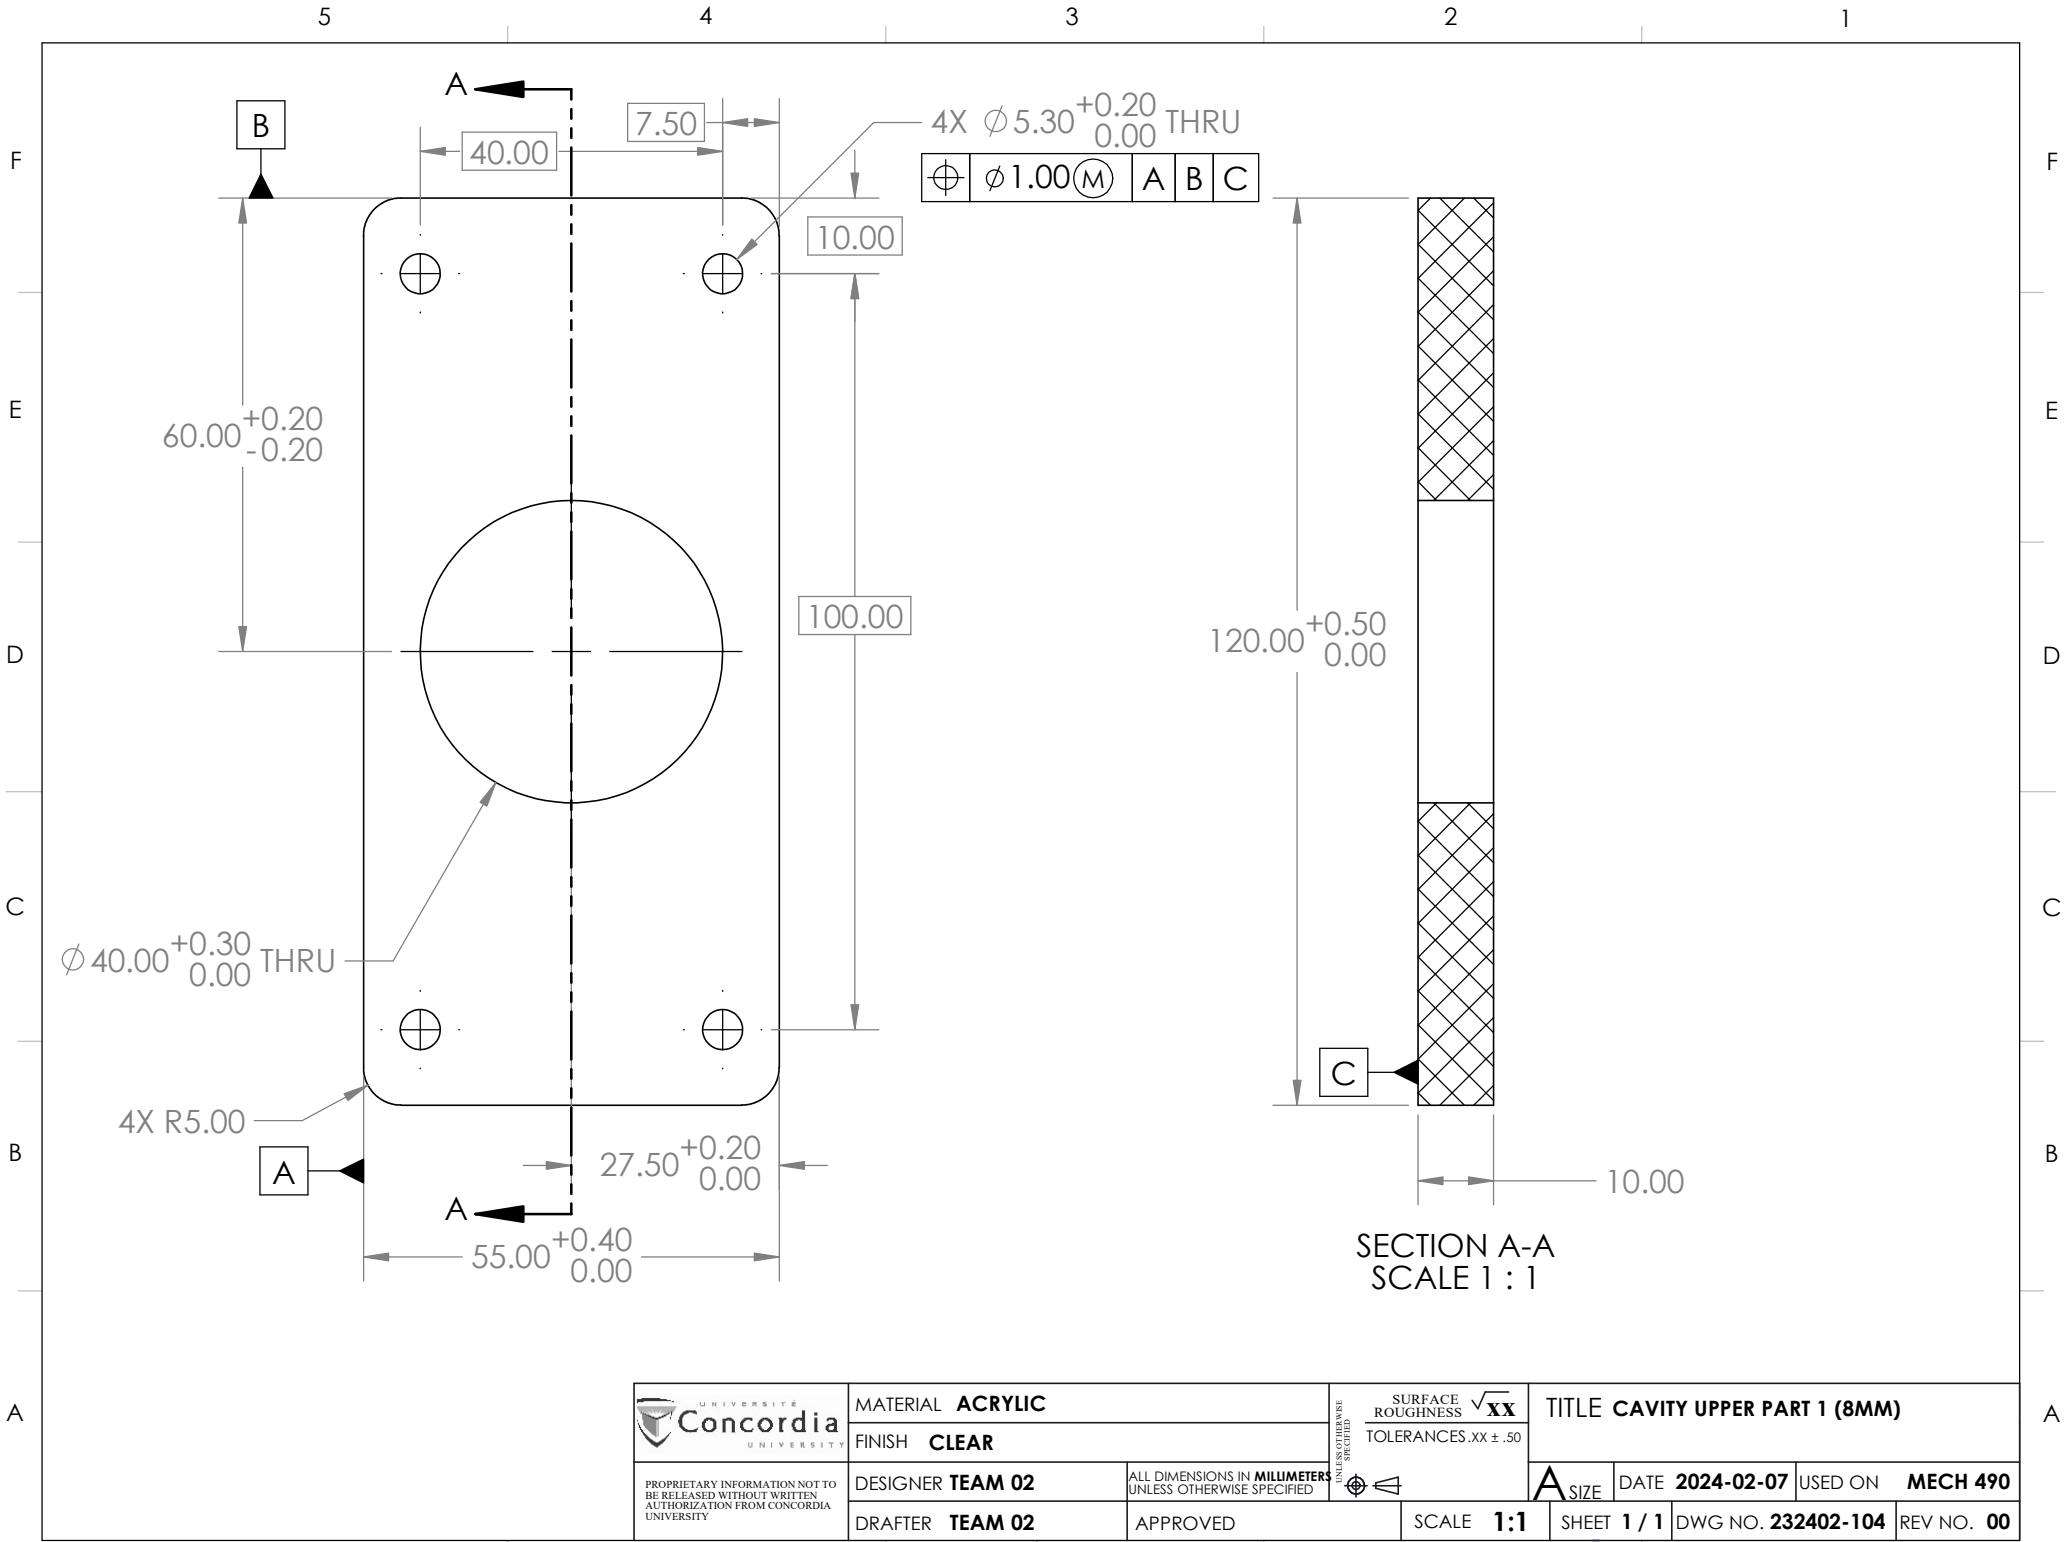 5 4 3 2 1
F F
E E
D D
C C
B B
A A
A
B
7.50
40.00
4X ∅5.30 +0.20 0.00 THRU
⌖ ∅1.00 Ⓜ A B C
10.00
60.00 +0.20 -0.20
100.00
120.00 +0.50 0.00
∅40.00 +0.30 0.00 THRU
C
4X R5.00
A
27.50 +0.20 0.00
A
55.00 +0.40 0.00
10.00
SECTION A-A
SCALE 1 : 1
UNIVERSITÉ
Concordia
UNIVERSITY
PROPRIETARY INFORMATION NOT TO
BE RELEASED WITHOUT WRITTEN
AUTHORIZATION FROM CONCORDIA
UNIVERSITY
MATERIAL ACRYLIC
FINISH CLEAR
DESIGNER TEAM 02
DRAFTER TEAM 02
ALL DIMENSIONS IN MILLIMETERS
UNLESS OTHERWISE SPECIFIED
APPROVED
UNLESS OTHERWISE
SPECIFIED
SURFACE
ROUGHNESS √XX
TOLERANCES .XX ± .50
SCALE 1:1
TITLE CAVITY UPPER PART 1 (8MM)
A SIZE
DATE 2024-02-07
USED ON MECH 490
SHEET 1 / 1
DWG NO. 232402-104
REV NO. 00